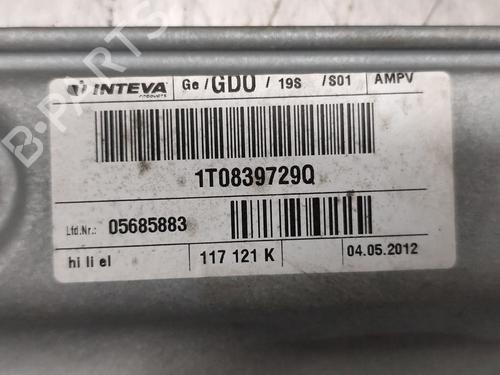 INTEVA PRODUCTS Ge / GDO / 19S / S01 AMPV
1T0839729Q
Lfd.Nr.: 05685883
hi li el 117 121 K 04.05.2012
B-PARTS